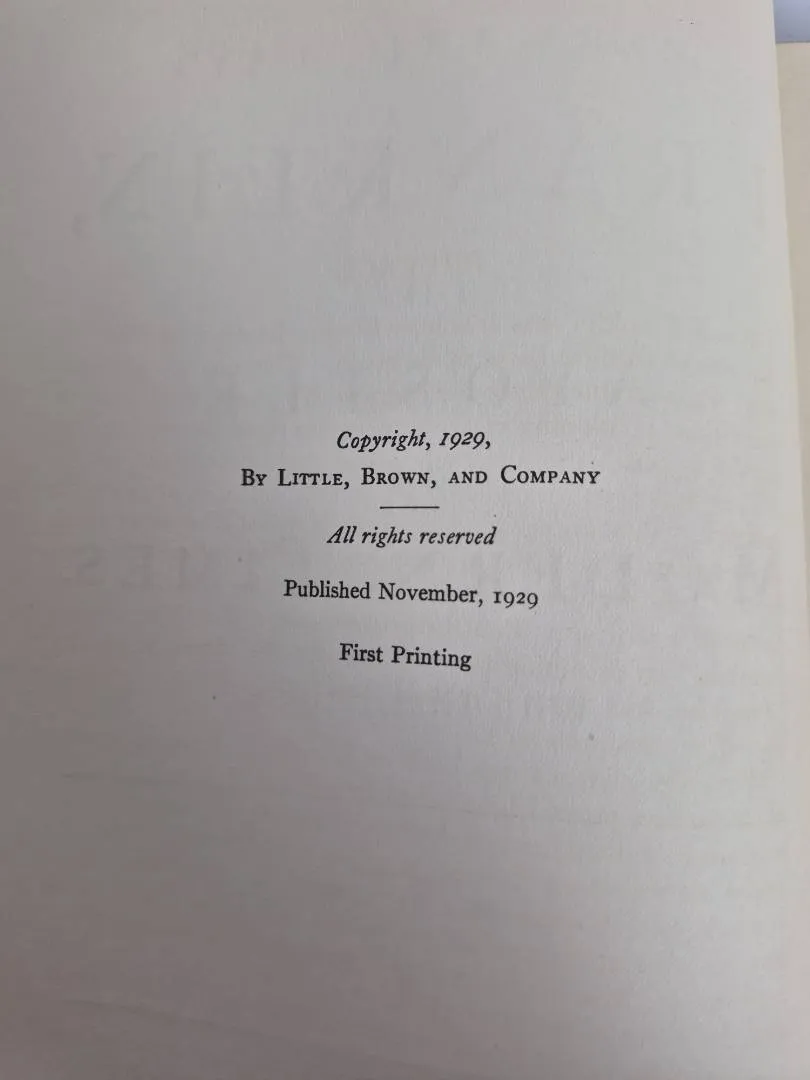 Copyright, 1929,
By Little, Brown, and Company
All rights reserved
Published November, 1929
First Printing